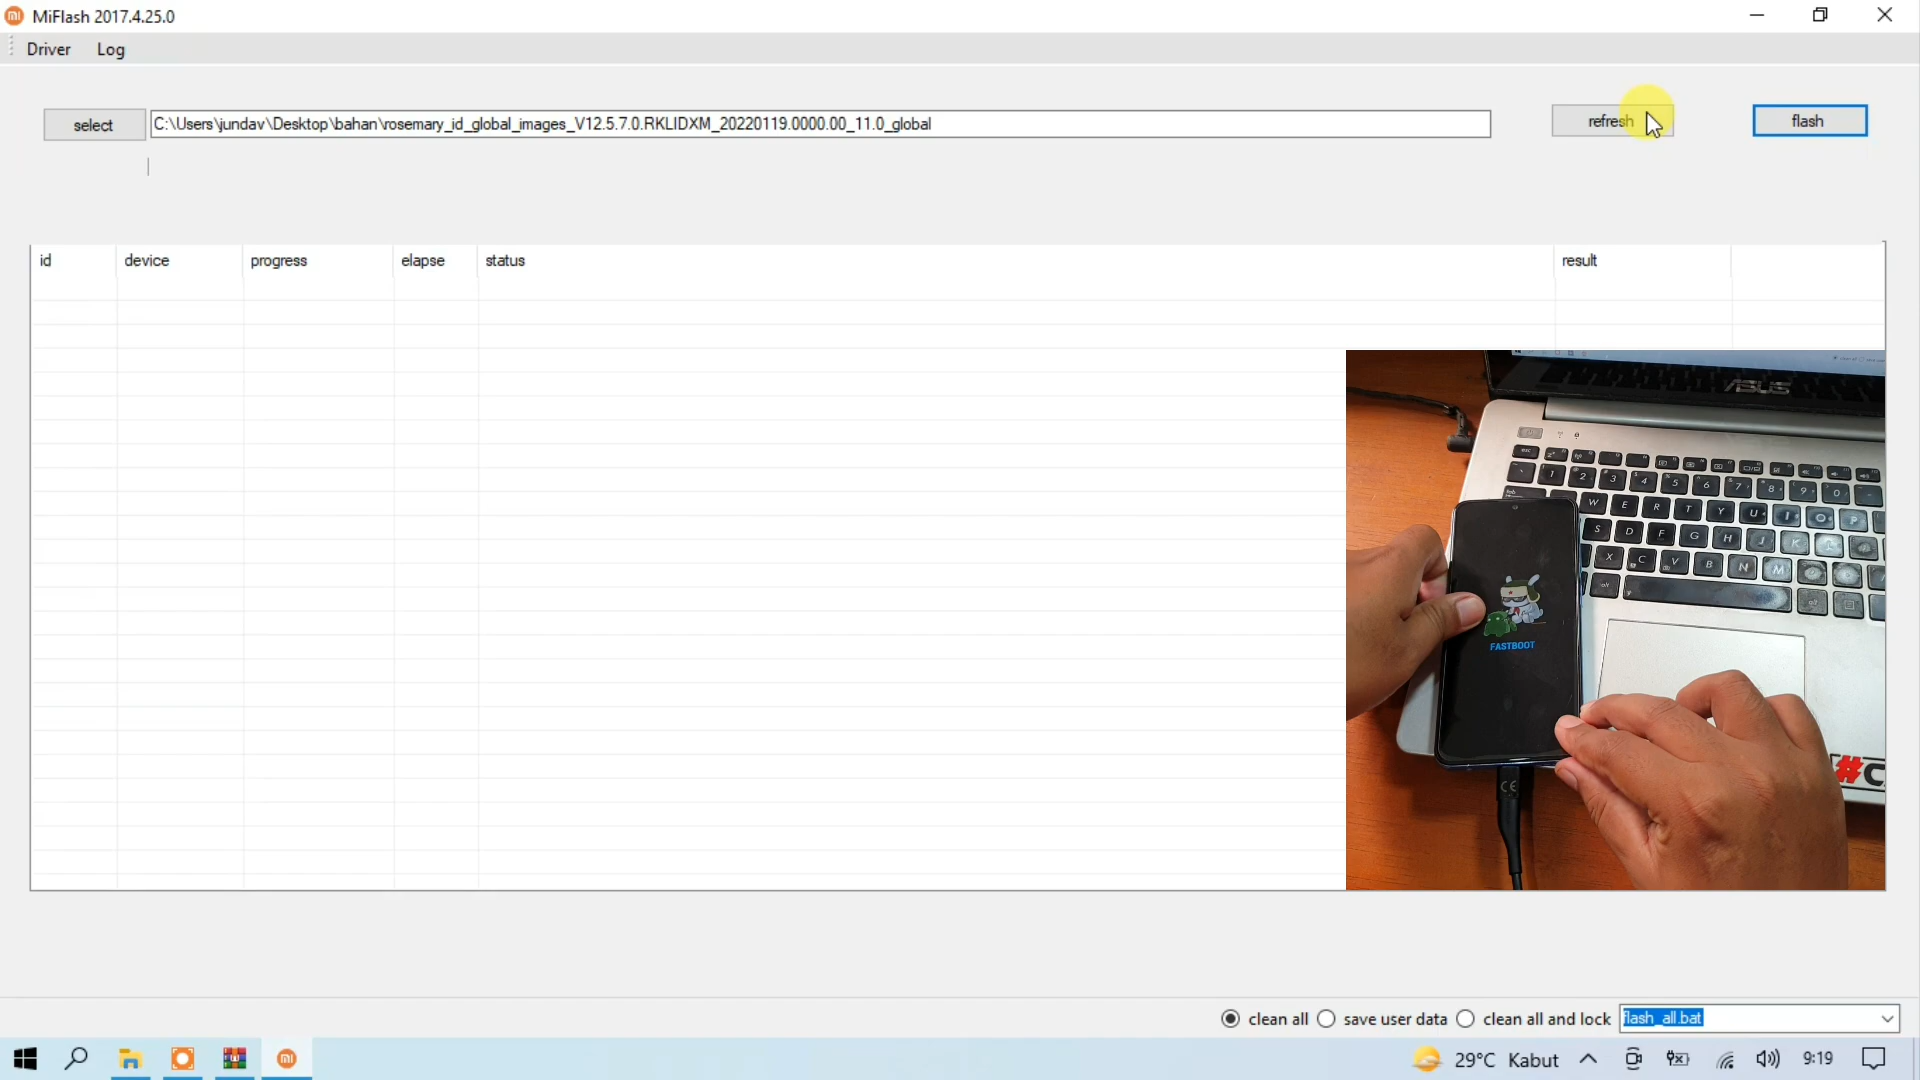 MiFlash 2017.4.25.0
Driver Log
select C:\Users\jundav\Desktop\bahan\rosemary_id_global_images_V12.5.7.0.RKLIDXM_20220119.0000.00_11.0_global refresh flash
id device progress elapse status result
ASUS
FASTBOOT
CE
#C
clean all save user data clean all and lock flash_all.bat
29°C Kabut 9:19